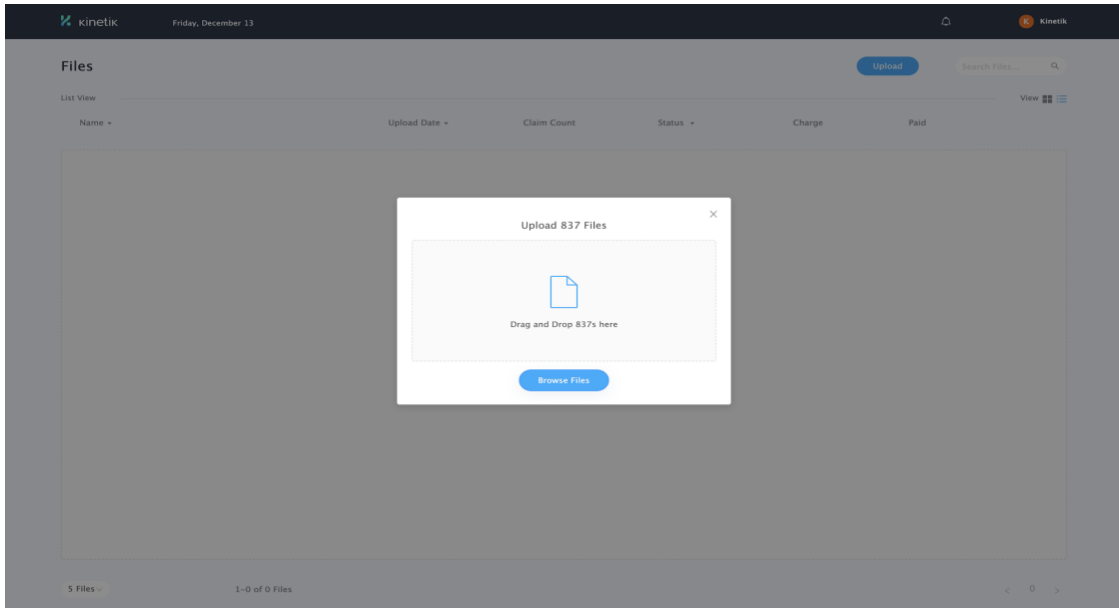 kinetik Friday, December 13 K Kinetik
Files Upload Search Files...
List View View
Name Upload Date Claim Count Status Charge Paid
Upload 837 Files
Drag and Drop 837s here
Browse Files
5 Files 1-0 of 0 Files < 0 >